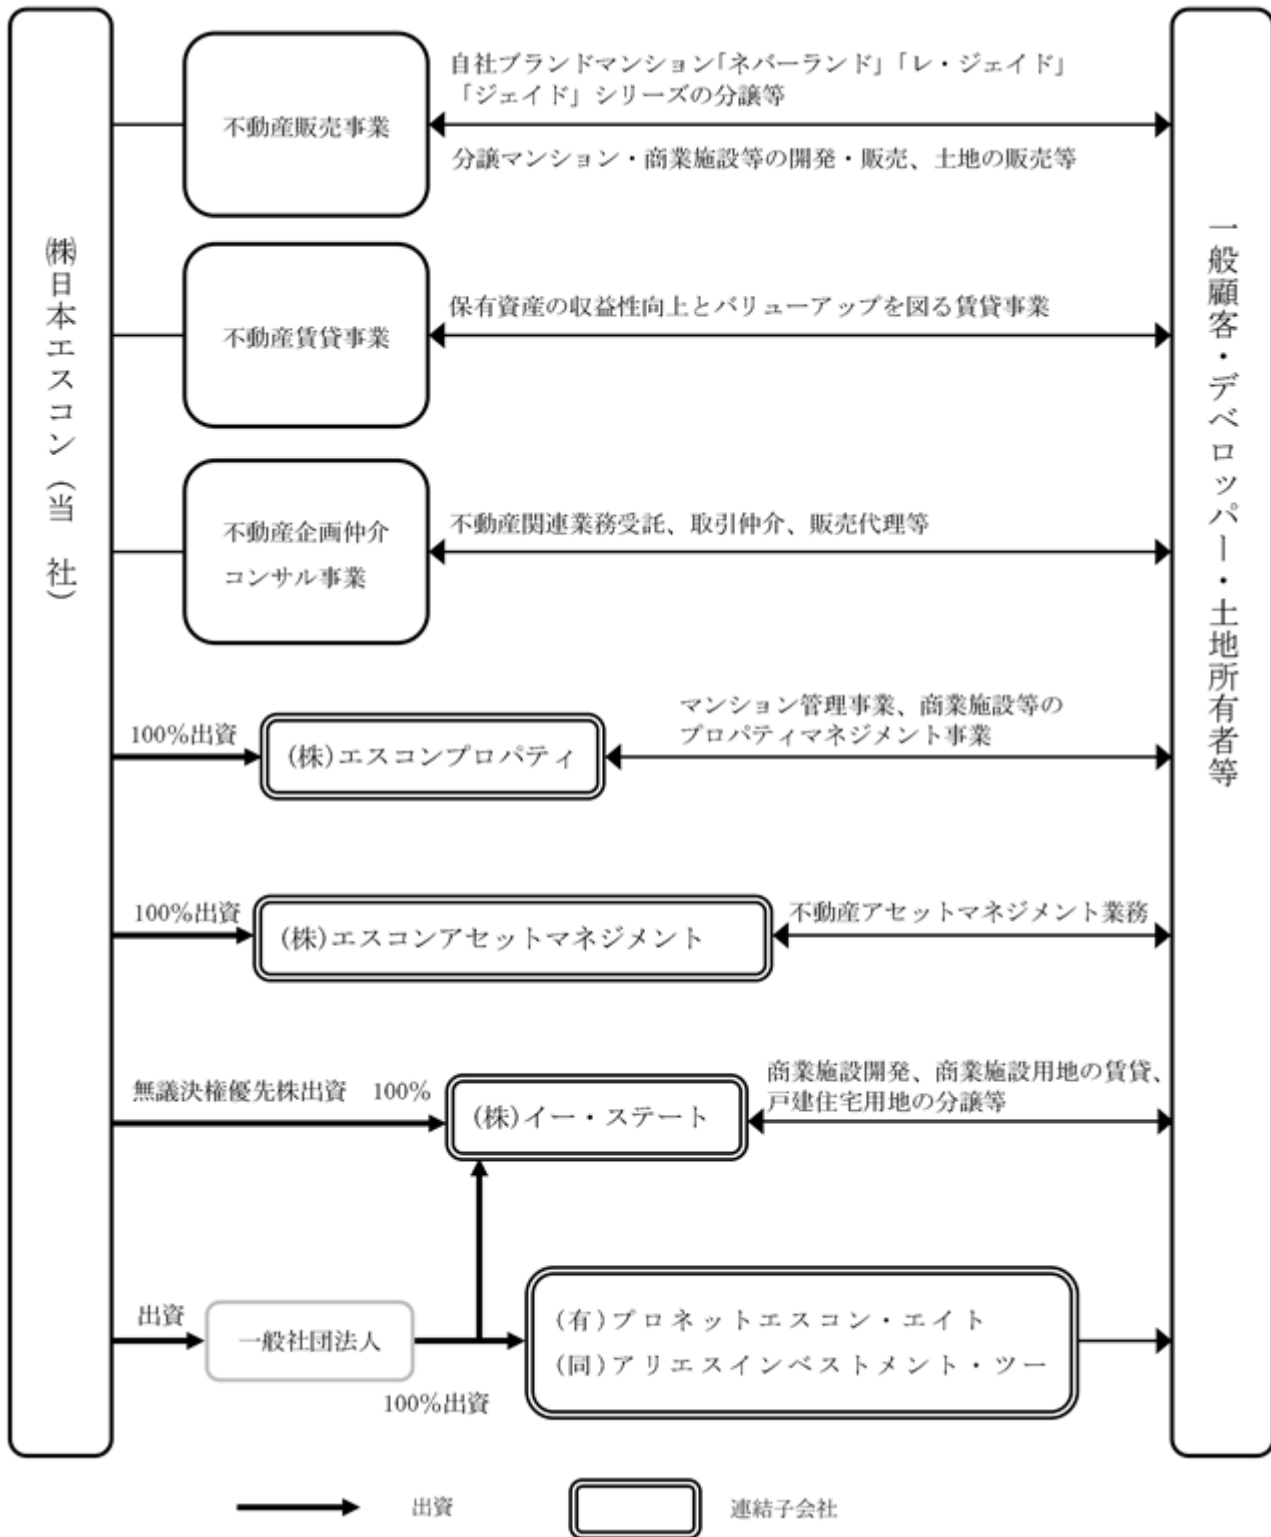 ㈱日本エスコン（当　社）
不動産販売事業
自社ブランドマンション「ネバーランド」「レ・ジェイド」
「ジェイド」シリーズの分譲等
分譲マンション・商業施設等の開発・販売、土地の販売等
一般顧客・デベロッパー・土地所有者等
不動産賃貸事業
保有資産の収益性向上とバリューアップを図る賃貸事業
不動産企画仲介
コンサル事業
不動産関連業務受託、取引仲介、販売代理等
100％出資
(株)エスコンプロパティ
マンション管理事業、商業施設等の
プロパティマネジメント事業
100％出資
(株)エスコンアセットマネジメント
不動産アセットマネジメント業務
無議決権優先株出資　100％
(株)イー・ステート
商業施設開発、商業施設用地の賃貸、
戸建住宅用地の分譲等
出資
一般社団法人
100％出資
(有)プロネットエスコン・エイト
(同)アリエスインベストメント・ツー
出資
連結子会社